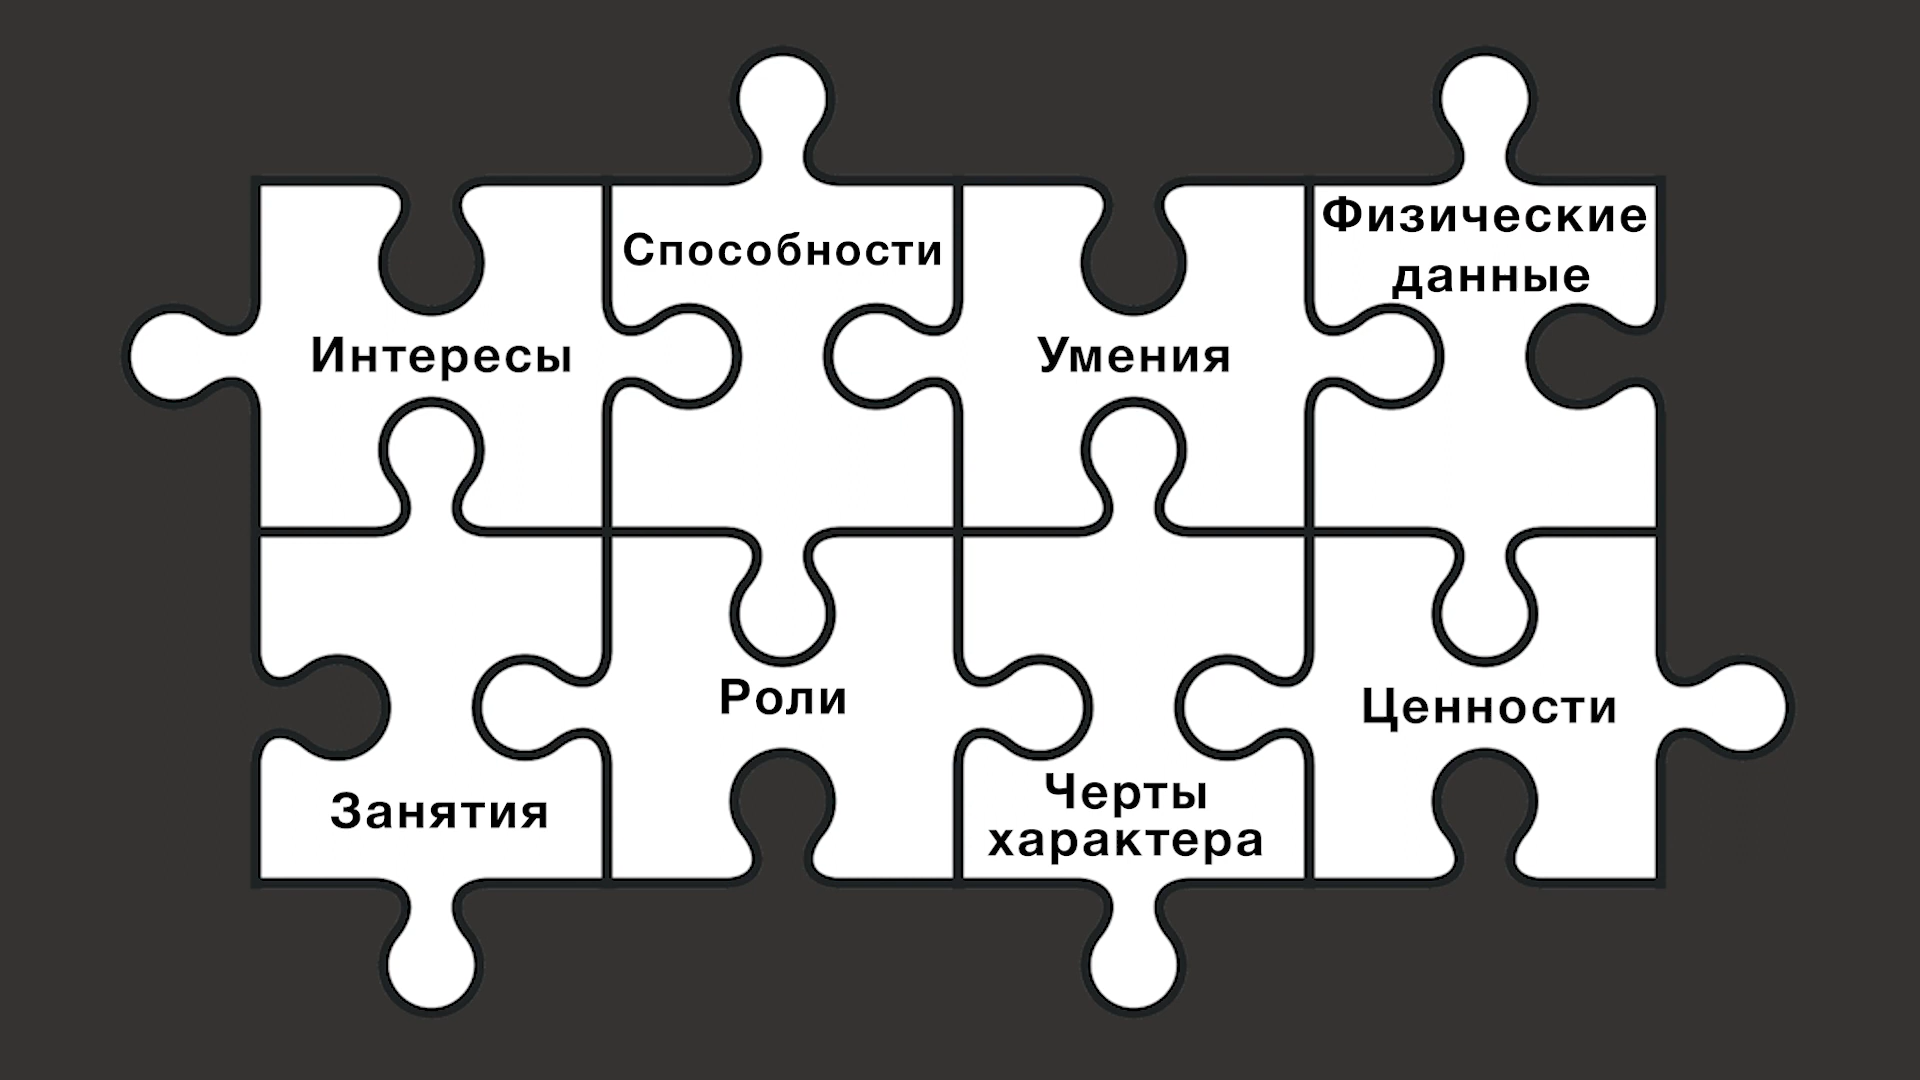 Интересы
Способности
Умения
Физические
данные
Занятия
Роли
Черты
характера
Ценности